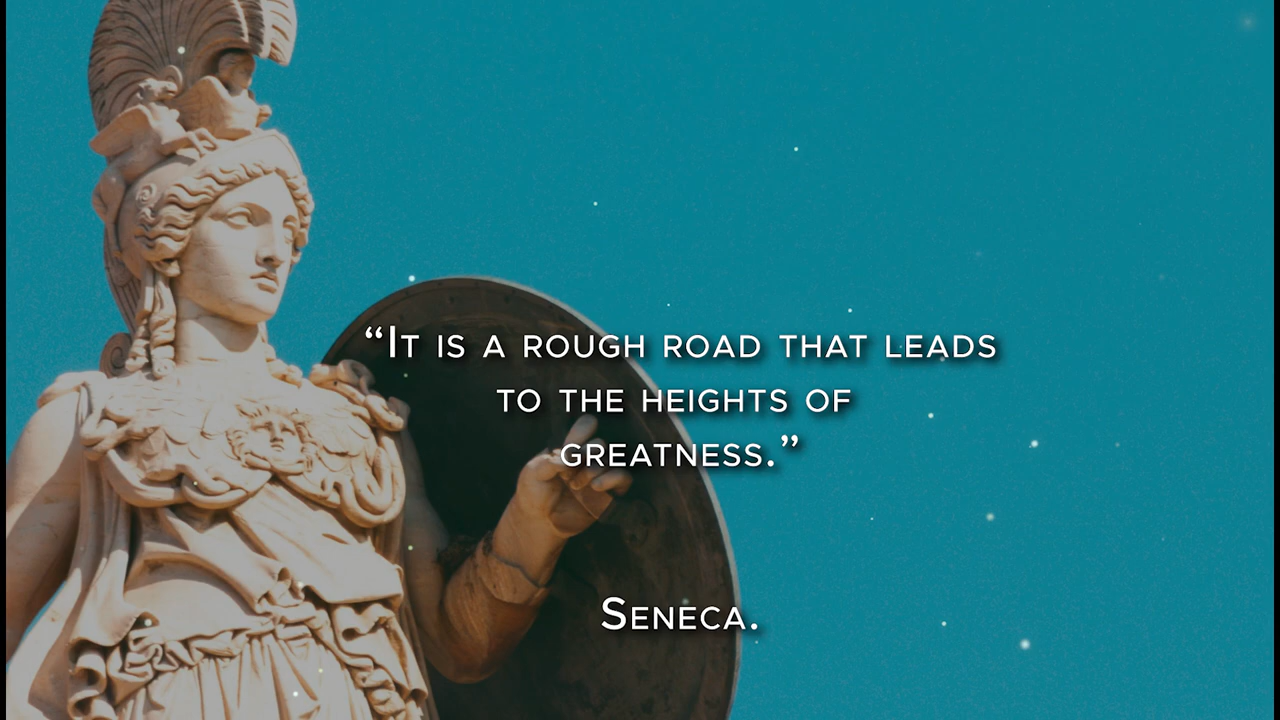 “It is a rough road that leads
to the heights of
greatness.”
Seneca.